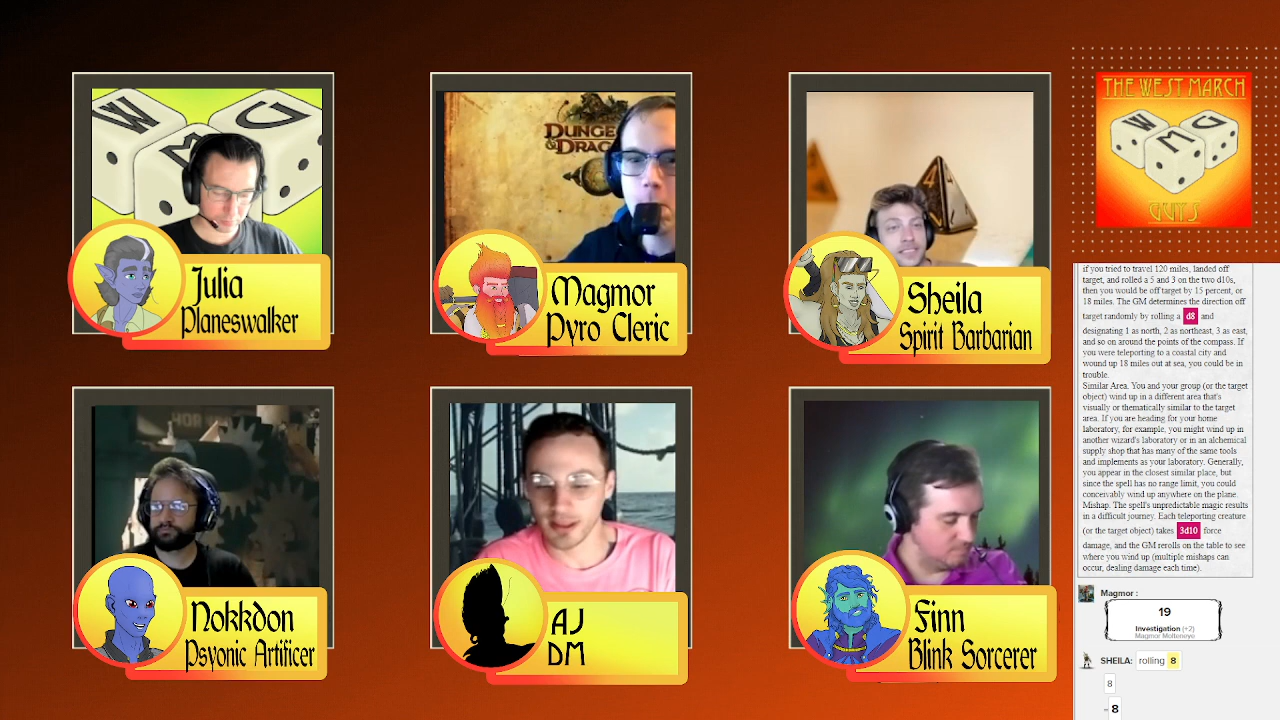 W
M
G
DUNGE
& DRAC
4
Julia
Planeswalker
Magmor
Pyro Cleric
Sheila
Spirit Barbarian
HOR
Nokkdon
Psyonic Artificer
AJ
DM
Finn
Blink Sorcerer
THE WEST MARCH
W
M
G
GUYS
if you tried to travel 120 miles, landed off
target, and rolled a 5 and 3 on the two d10s,
then you would be off target by 15 percent, or
18 miles. The GM determines the direction off
target randomly by rolling a d8 and
designating 1 as north, 2 as northeast, 3 as east,
and so on around the points of the compass. If
you were teleporting to a coastal city and
wound up 18 miles out at sea, you could be in
trouble.
Similar Area. You and your group (or the target
object) wind up in a different area that's
visually or thematically similar to the target
area. If you are heading for your home
laboratory, for example, you might wind up in
another wizard's laboratory or in an alchemical
supply shop that has many of the same tools
and implements as your laboratory. Generally,
you appear in the closest similar place, but
since the spell has no range limit, you could
conceivably wind up anywhere on the plane.
Mishap. The spell's unpredictable magic results
in a difficult journey. Each teleporting creature
(or the target object) takes 3d10 force
damage, and the GM rerolls on the table to see
where you wind up (multiple mishaps can
occur, dealing damage each time).
Magmor :
19
Investigation (+2)
Magmor Melteneye
SHEILA: rolling 8
8
=8